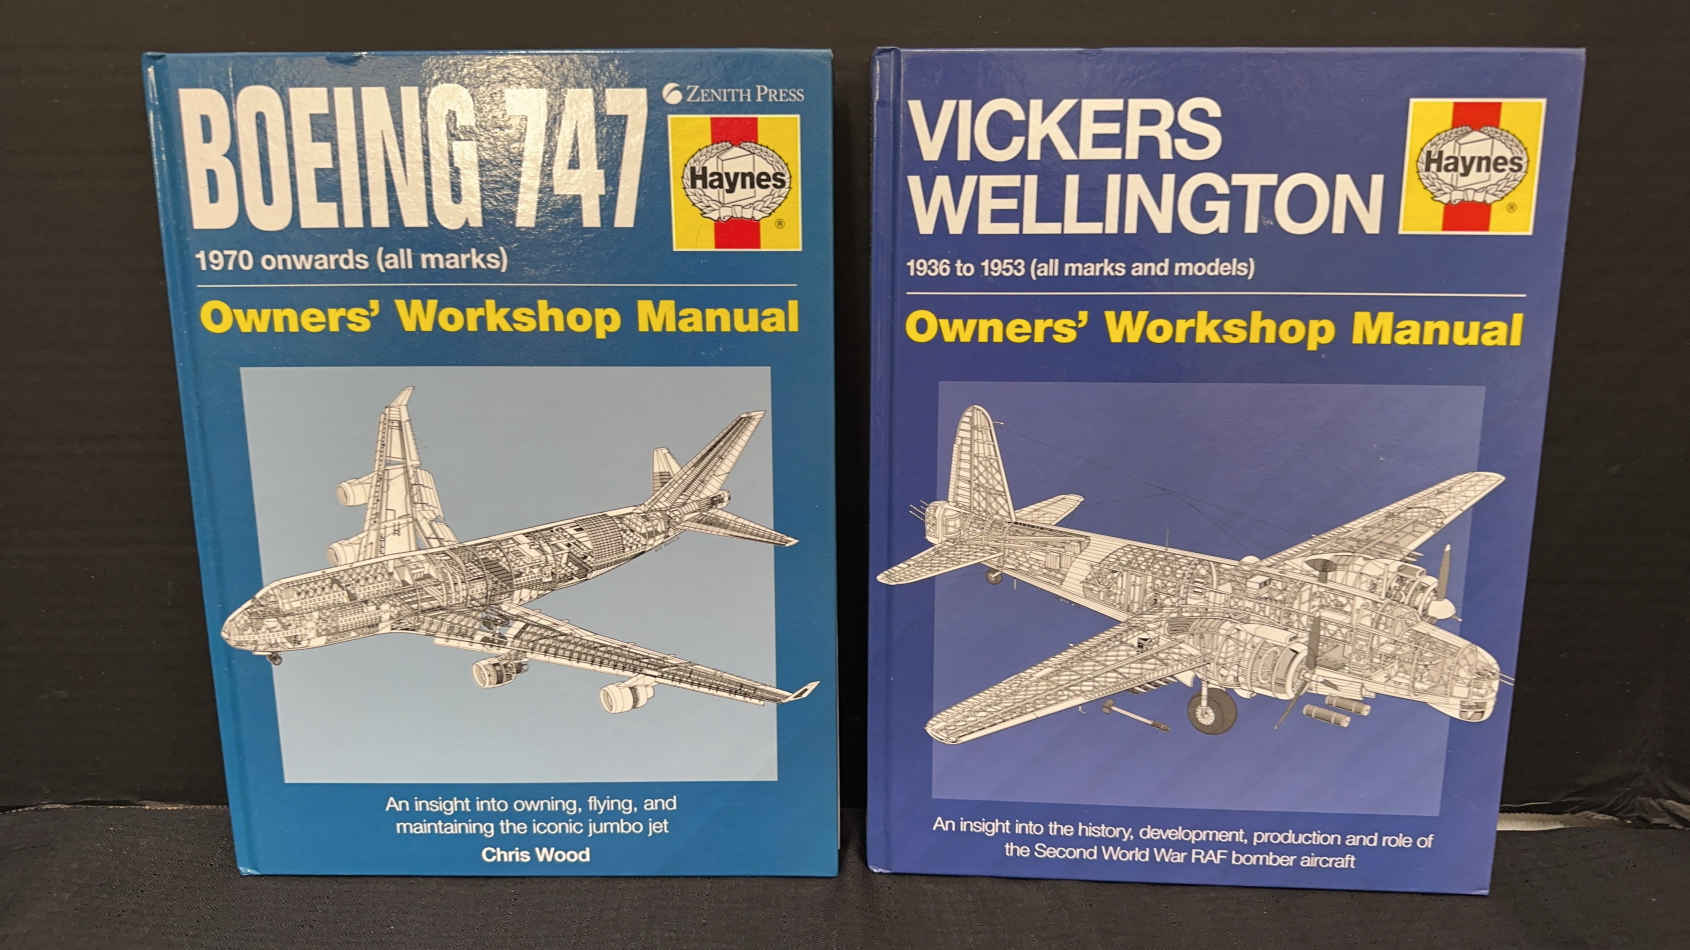 BOEING 747
ZENITH PRESS
Haynes
®
1970 onwards (all marks)
Owners' Workshop Manual
An insight into owning, flying, and
maintaining the iconic jumbo jet
Chris Wood
VICKERS
WELLINGTON
Haynes
®
1936 to 1953 (all marks and models)
Owners' Workshop Manual
An insight into the history, development, production and role of
the Second World War RAF bomber aircraft